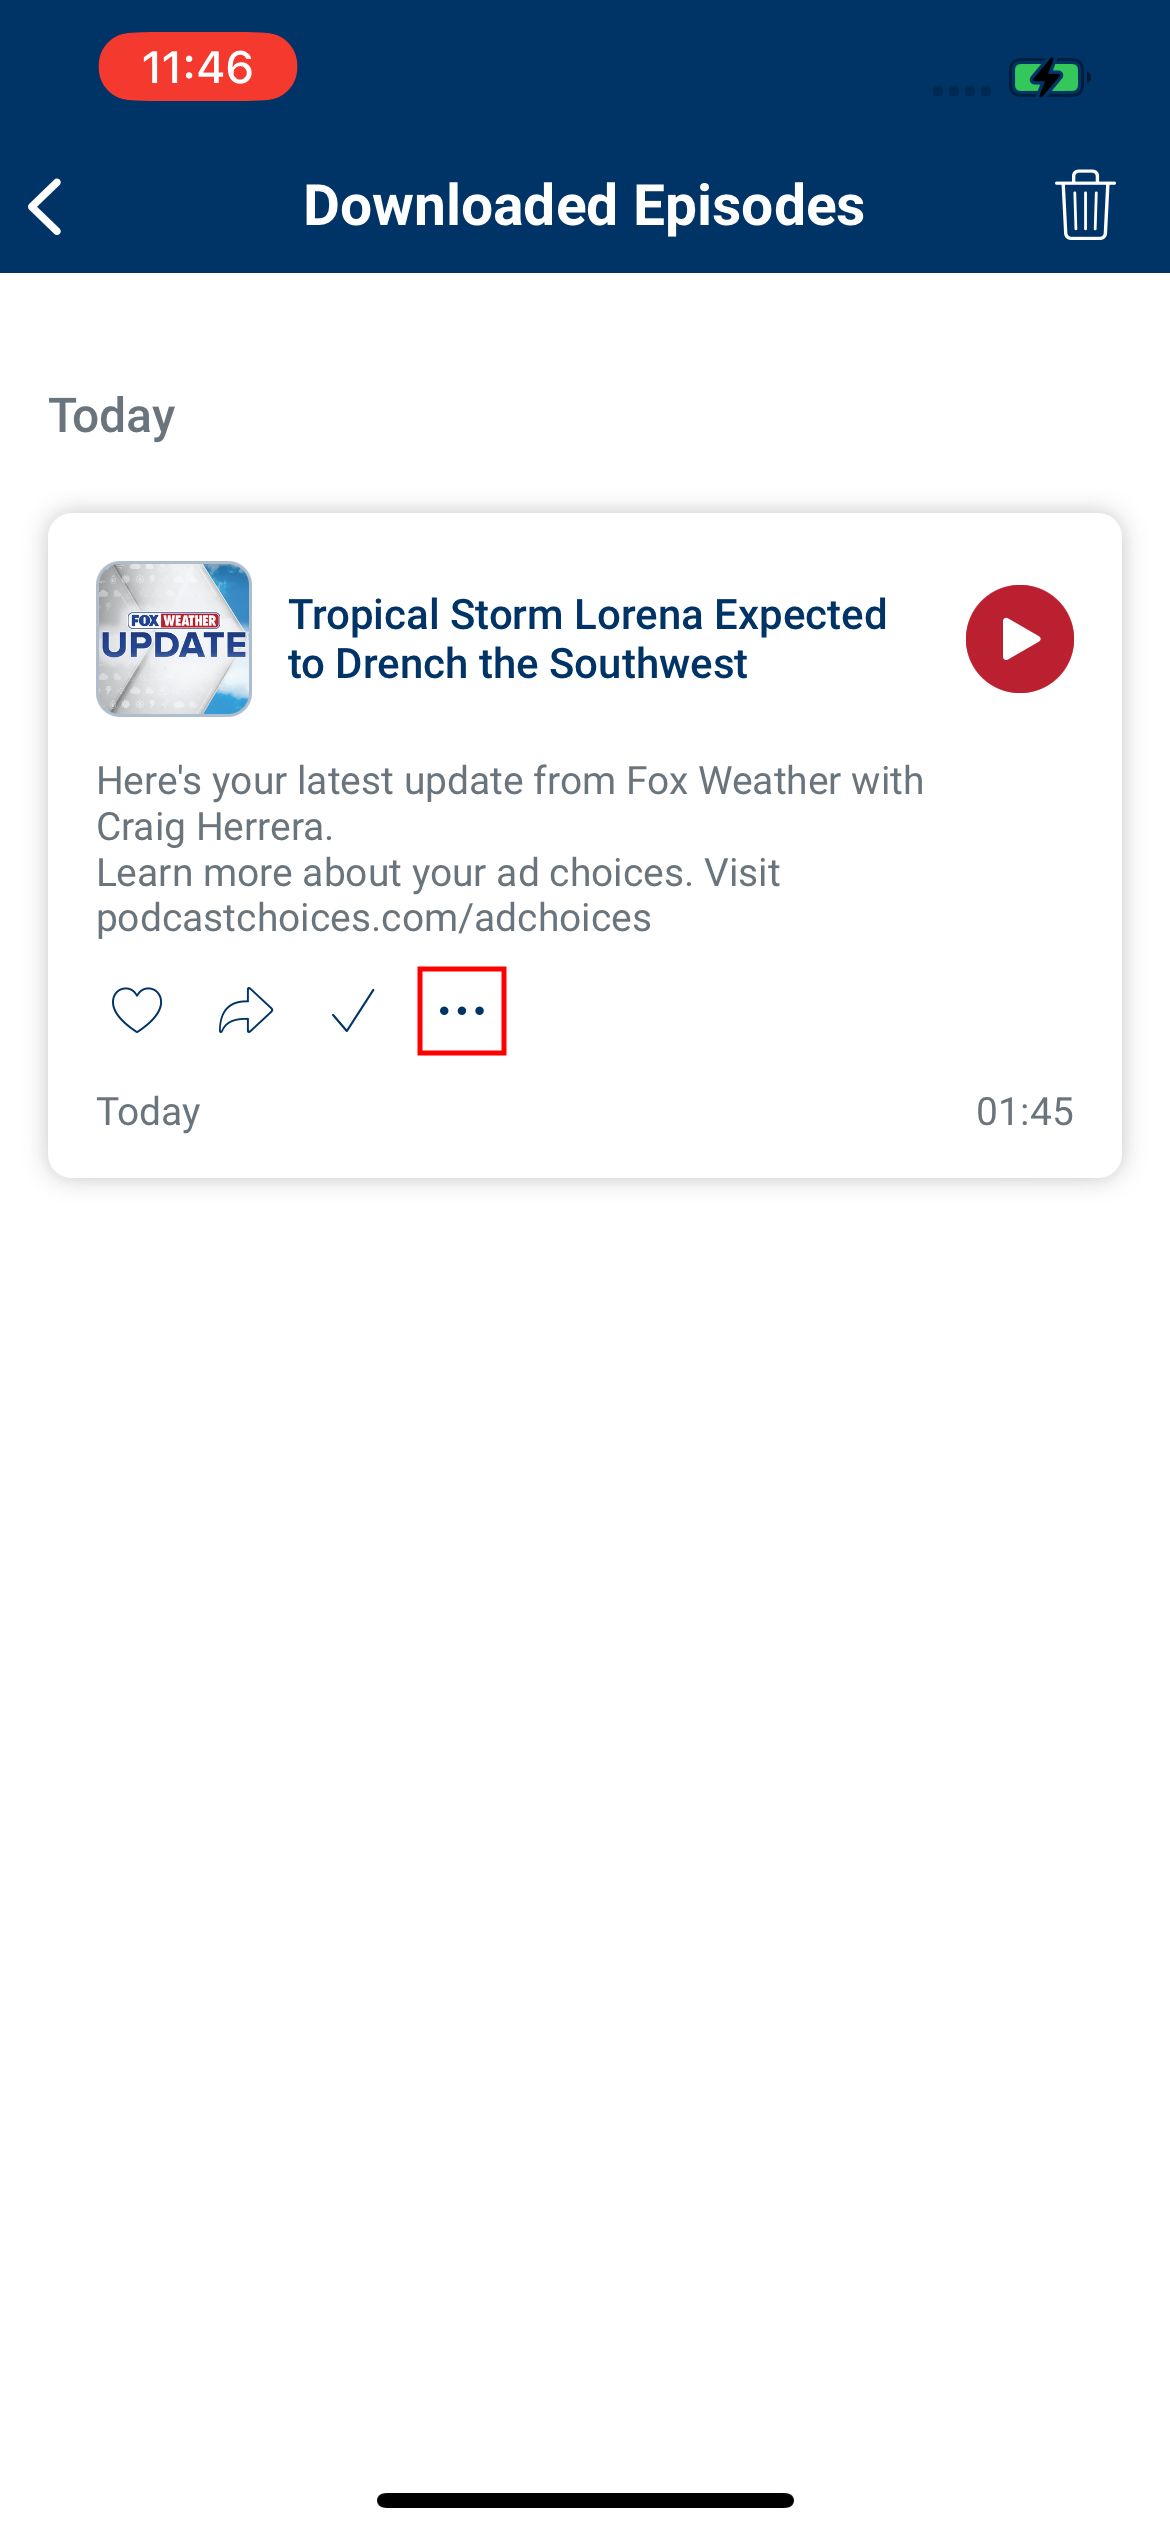 11:46
Downloaded Episodes
Today
FOX WEATHER
UPDATE
Tropical Storm Lorena Expected
to Drench the Southwest
Here's your latest update from Fox Weather with
Craig Herrera.
Learn more about your ad choices. Visit
podcastchoices.com/adchoices
Today
01:45